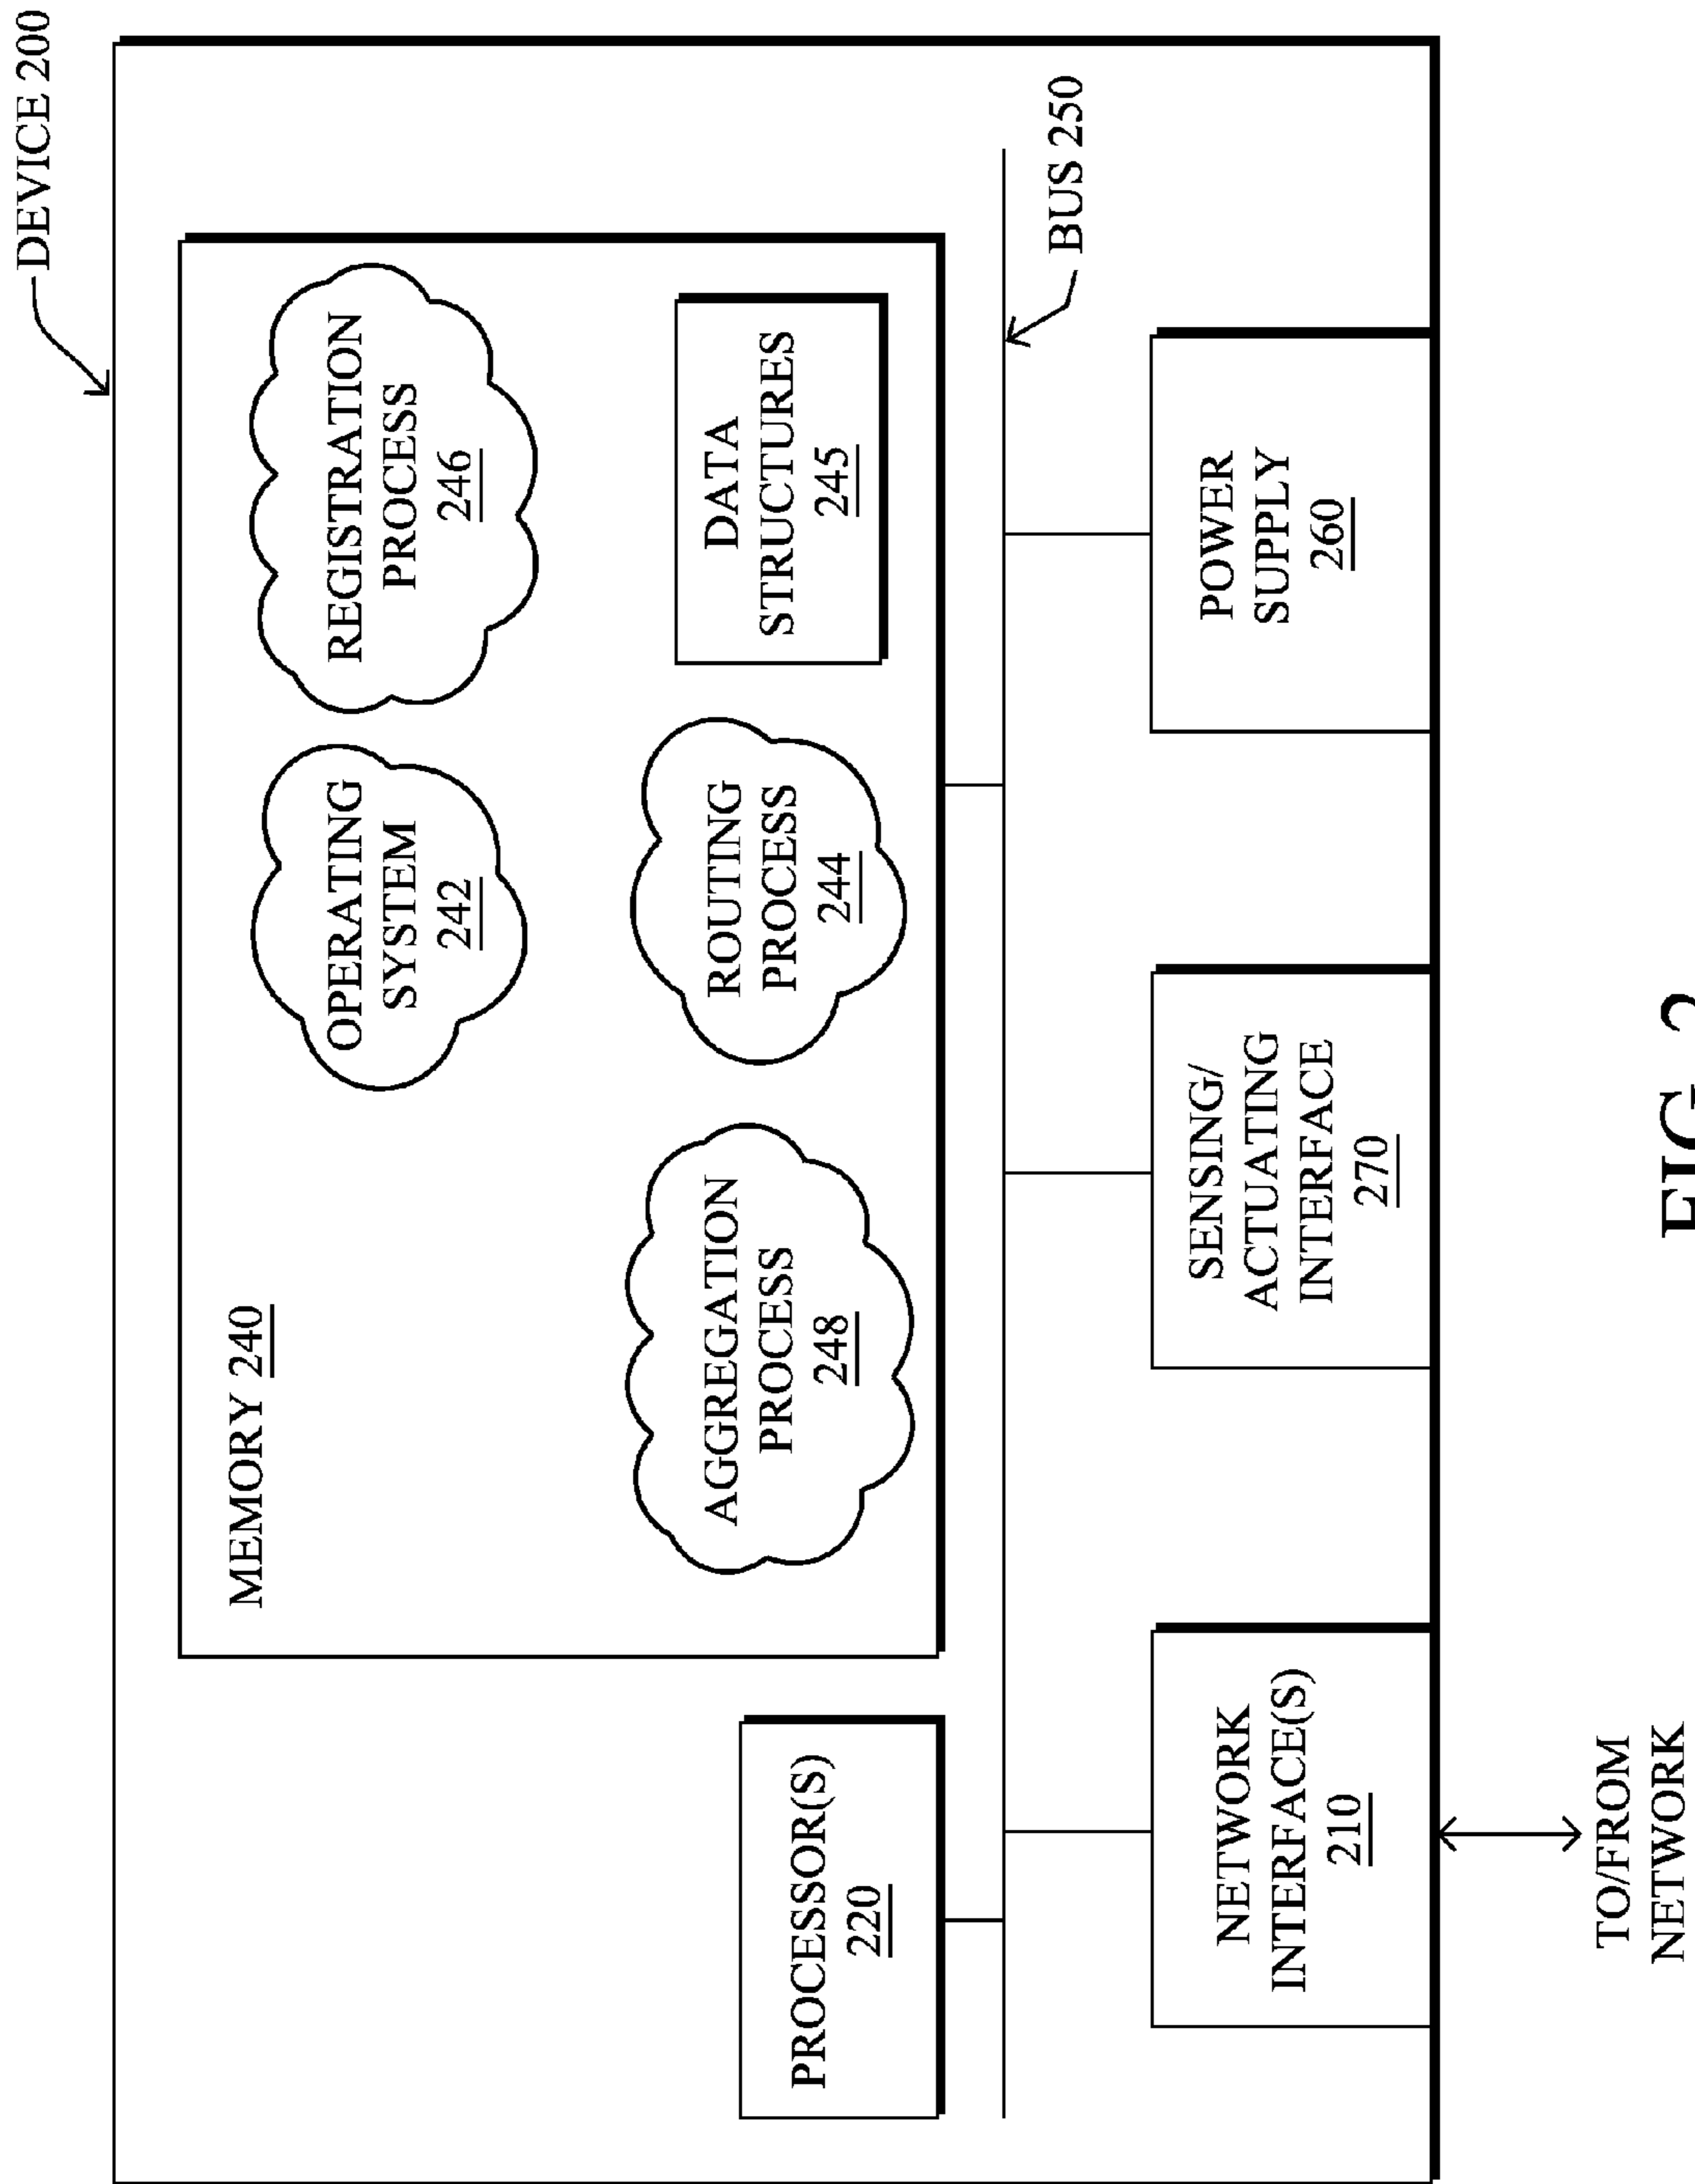 DEVICE 200
MEMORY 240
OPERATING
SYSTEM
242
REGISTRATION
PROCESS
246
AGGREGATION
PROCESS
248
ROUTING
PROCESS
244
DATA
STRUCTURES
245
PROCESSOR(S)
220
BUS 250
NETWORK
INTERFACE(S)
210
SENSING/
ACTUATING
INTERFACE
270
POWER
SUPPLY
260
TO/FROM
NETWORK
FIG. 2